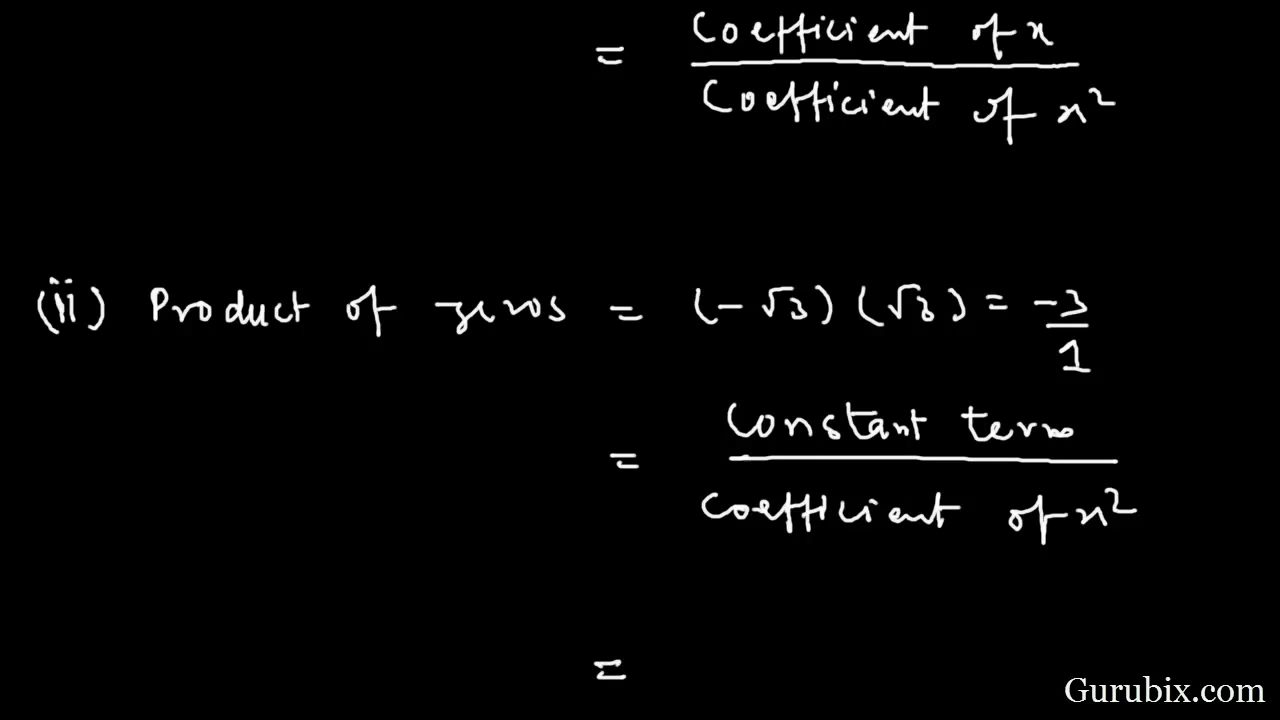 = Coefficient of x / Coefficient of x²
(ii) Product of zeros = (-√3) (√3) = -3/1
= Constant term / Coefficient of x²
=
Gurubix.com